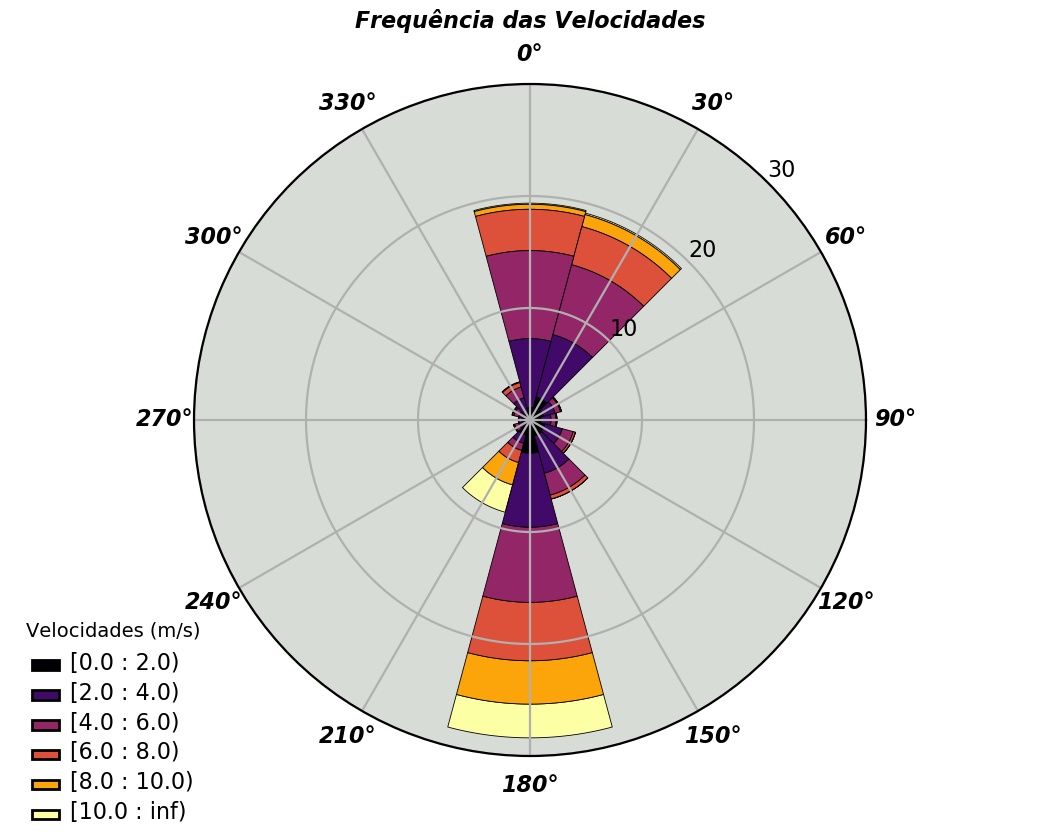 Frequência das Velocidades
0°
330°
30°
30
300°
60°
20
10
270°
90°
240°
120°
Velocidades (m/s)
[0.0 : 2.0)
[2.0 : 4.0)
[4.0 : 6.0)
210°
150°
[6.0 : 8.0)
[8.0 : 10.0)
180°
[10.0 : inf)